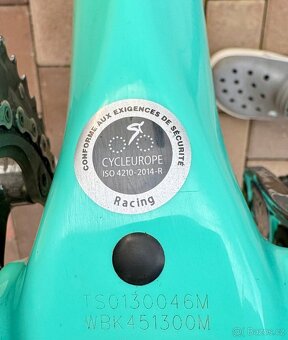 CONFORME AUX EXIGENCES DE SÉCURITÉ
CYCLEUROPE
ISO 4210-2014-R
Racing
TS0130046M
WBK451300M